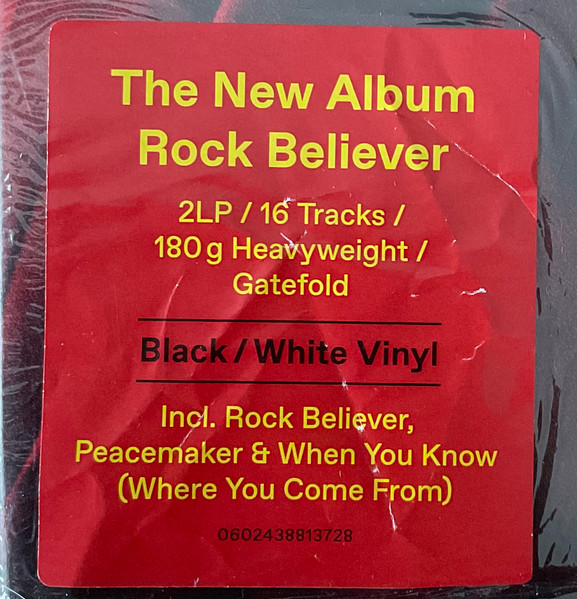 The New Album
Rock Believer
2LP / 16 Tracks /
180 g Heavyweight /
Gatefold
Black / White Vinyl
Incl. Rock Believer,
Peacemaker & When You Know
(Where You Come From)
0602438813728